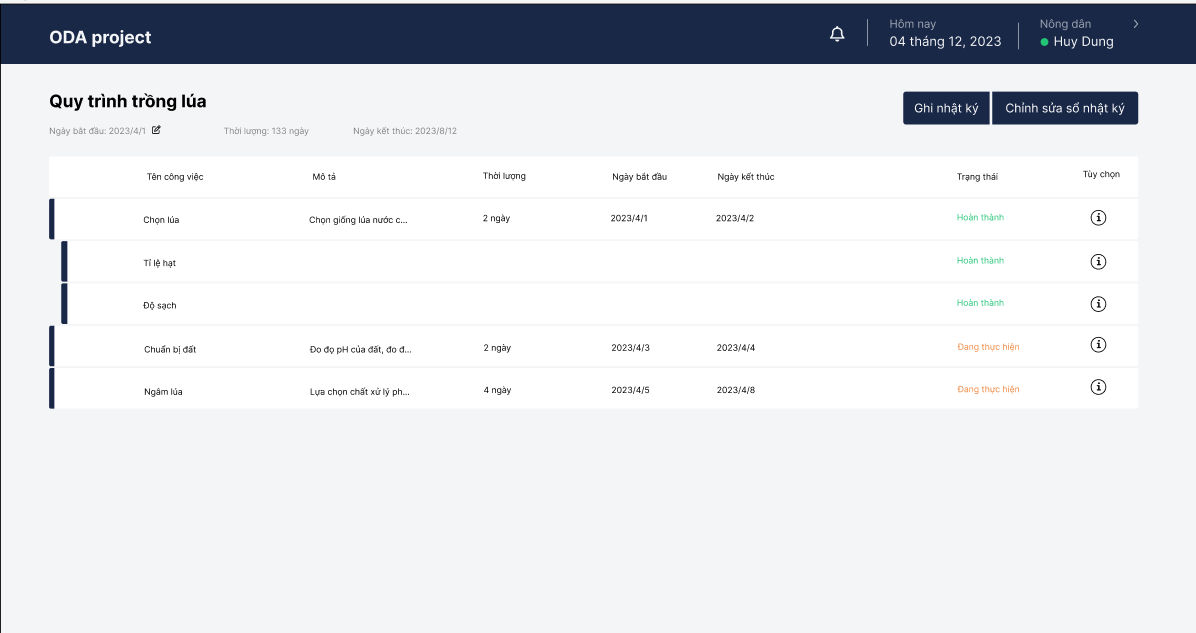 ODA project
Hôm nay
04 tháng 12, 2023
Nông dân
Huy Dung
Quy trình trồng lúa
Ghi nhật ký
Chỉnh sửa sổ nhật ký
Ngày bắt đầu: 2023/4/1
Thời lượng: 133 ngày
Ngày kết thúc: 2023/8/12
Tên công việc Mô tả Thời lượng Ngày bắt đầu Ngày kết thúc Trạng thái Tùy chọn
Chọn lúa Chọn giống lúa nước c... 2 ngày 2023/4/1 2023/4/2 Hoàn thành
Tỉ lệ hạt Hoàn thành
Độ sạch Hoàn thành
Chuẩn bị đất Đo đọ pH của đất, đo đ... 2 ngày 2023/4/3 2023/4/4 Đang thực hiện
Ngâm lúa Lựa chọn chất xử lý ph... 4 ngày 2023/4/5 2023/4/8 Đang thực hiện